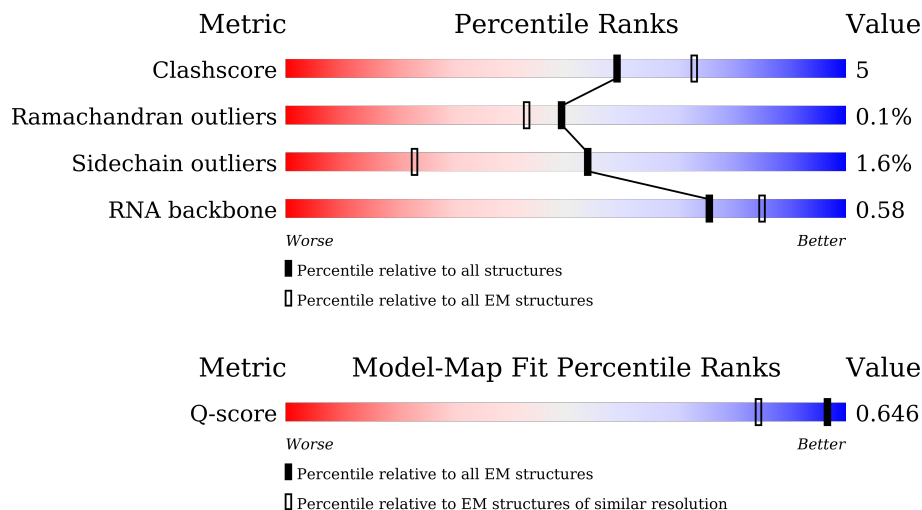 Metric Percentile Ranks Value
Clashscore 5
Ramachandran outliers 0.1%
Sidechain outliers 1.6%
RNA backbone 0.58
Worse Better
Percentile relative to all structures
Percentile relative to all EM structures
Metric Model-Map Fit Percentile Ranks Value
Q-score 0.646
Worse Better
Percentile relative to all EM structures
Percentile relative to EM structures of similar resolution